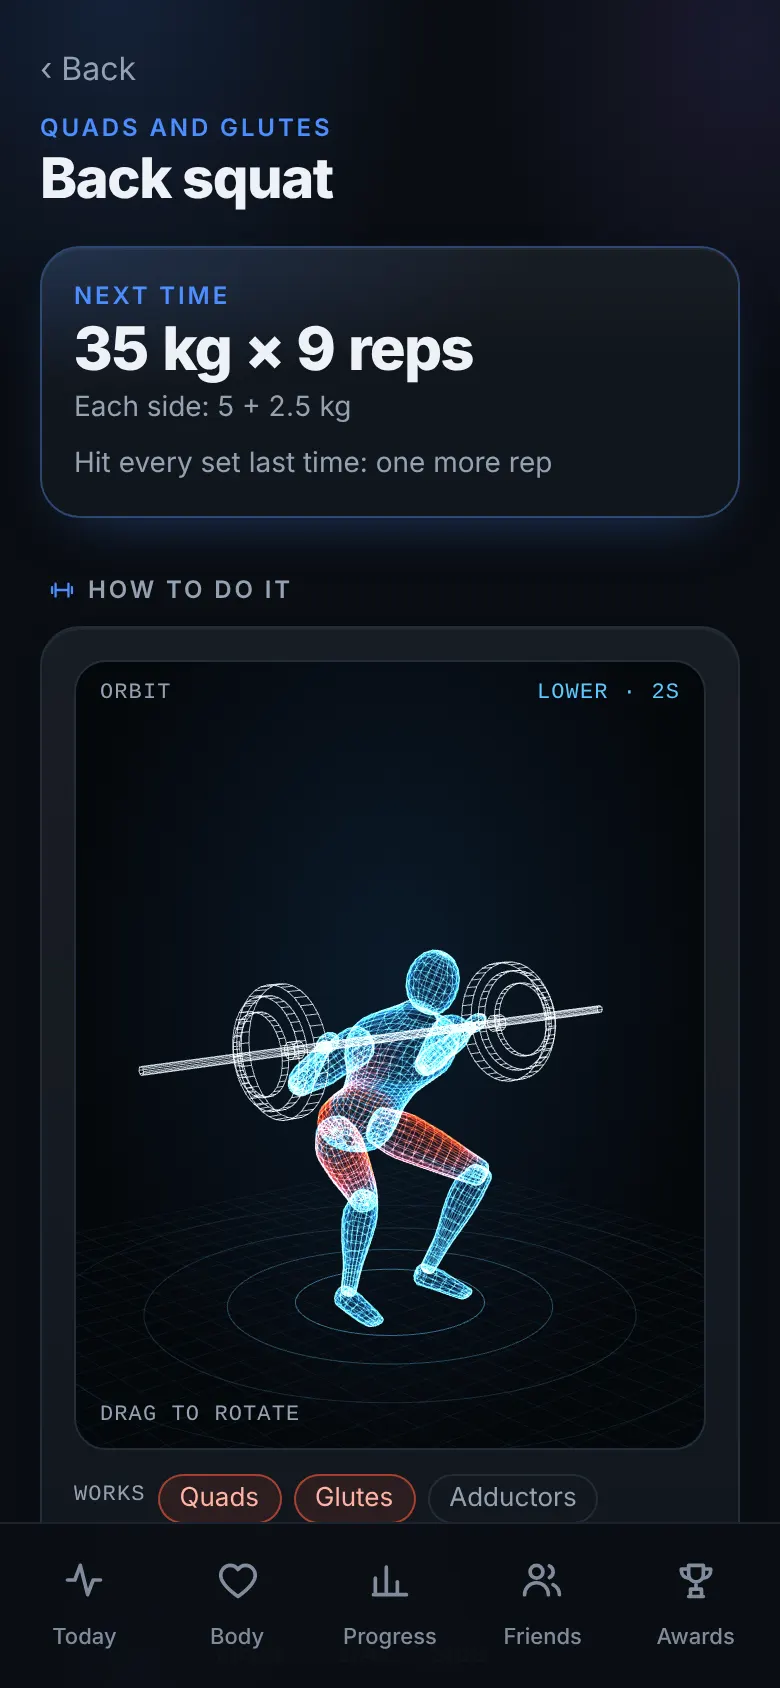 ‹ Back
QUADS AND GLUTES
Back squat
NEXT TIME
35 kg × 9 reps
Each side: 5 + 2.5 kg
Hit every set last time: one more rep
HOW TO DO IT
ORBIT
LOWER · 2S
DRAG TO ROTATE
WORKS Quads Glutes Adductors
Today Body Progress Friends Awards